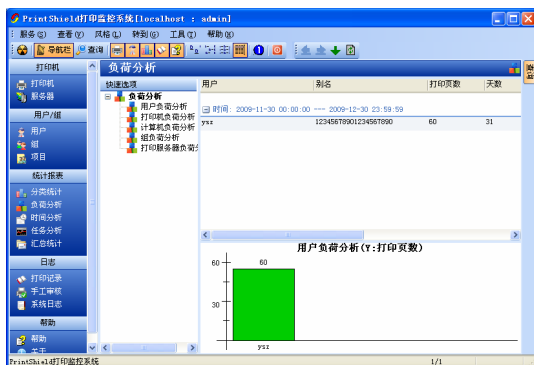 PrintShield打印监控系统[localhost : admin]
服务(S) 查看(V) 风格(L) 转到(G) 工具(T) 帮助(H)
导航栏 查询
打印机
打印机
服务器
用户/组
用户
组
项目
统计报表
分类统计
负荷分析
时间分析
任务分析
汇总统计
日志
打印记录
手工审核
系统日志
帮助
帮助
关于
负荷分析
快速选项
负荷分析
用户负荷分析
打印机负荷分析
计算机负荷分析
组负荷分析
打印服务器负荷分
用户 别名 打印页数 天数
时间: 2009-11-30 00:00:00 --- 2009-12-30 23:59:59
ysz 12345678901234567890 60 31
用户负荷分析(Y:打印页数)
60
60
30
ysz
PrintShield打印监控系统 1/1